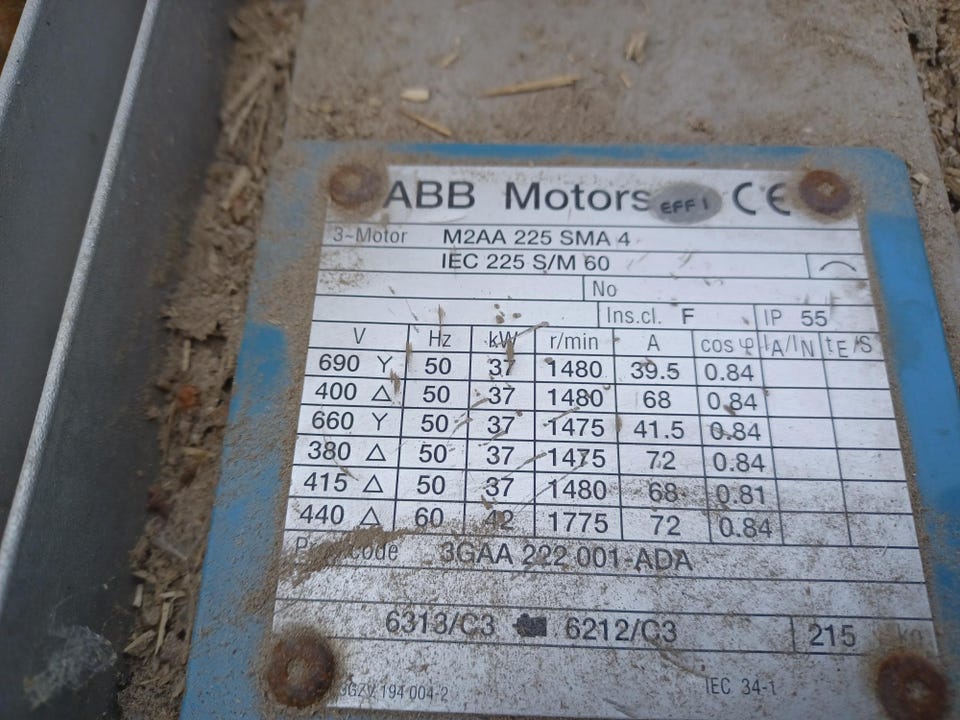 ABB Motors EFF 1 CE
3~Motor M2AA 225 SMA 4
IEC 225 S/M 60
No
Ins.cl. F IP 55
V Hz kW r/min A cos φ IA/IN tE/S
690 Y 50 37 1480 39.5 0.84
400 Δ 50 37 1480 68 0.84
660 Y 50 37 1475 41.5 0.84
380 Δ 50 37 1475 72 0.84
415 Δ 50 37 1480 68 0.81
440 Δ 60 42 1775 72 0.84
code 3GAA 222 001-ADA
6313/C3 6212/C3 215 kg
3GZV 194 004-2 IEC 34-1